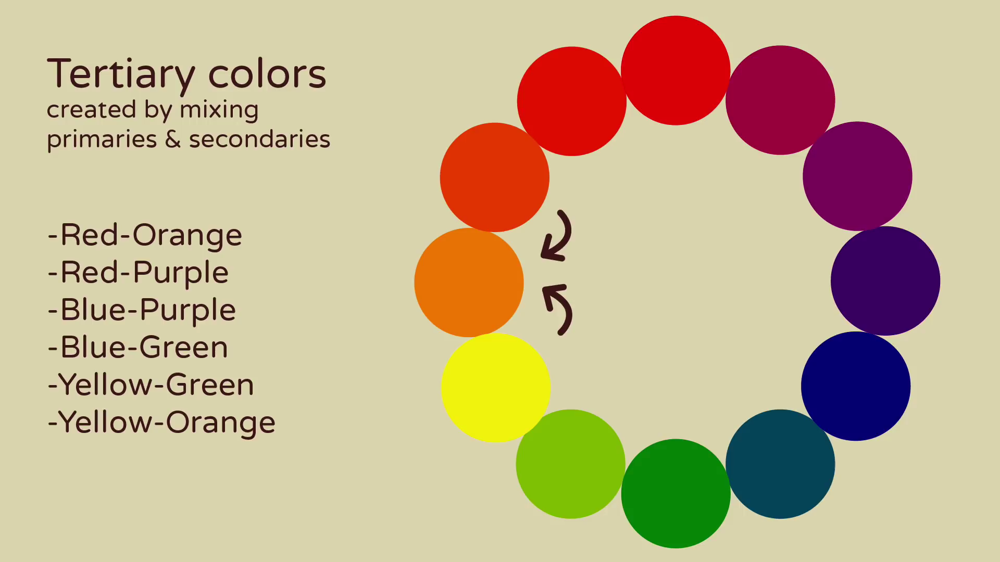 Tertiary colors
created by mixing
primaries & secondaries
-Red-Orange
-Red-Purple
-Blue-Purple
-Blue-Green
-Yellow-Green
-Yellow-Orange